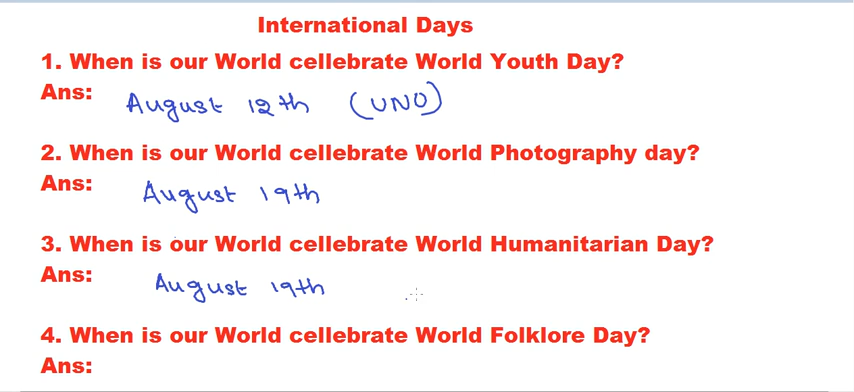 International Days
1. When is our World cellebrate World Youth Day?
Ans: August 12th (UNO)
2. When is our World cellebrate World Photography day?
Ans: August 19th
3. When is our World cellebrate World Humanitarian Day?
Ans: August 19th
4. When is our World cellebrate World Folklore Day?
Ans: